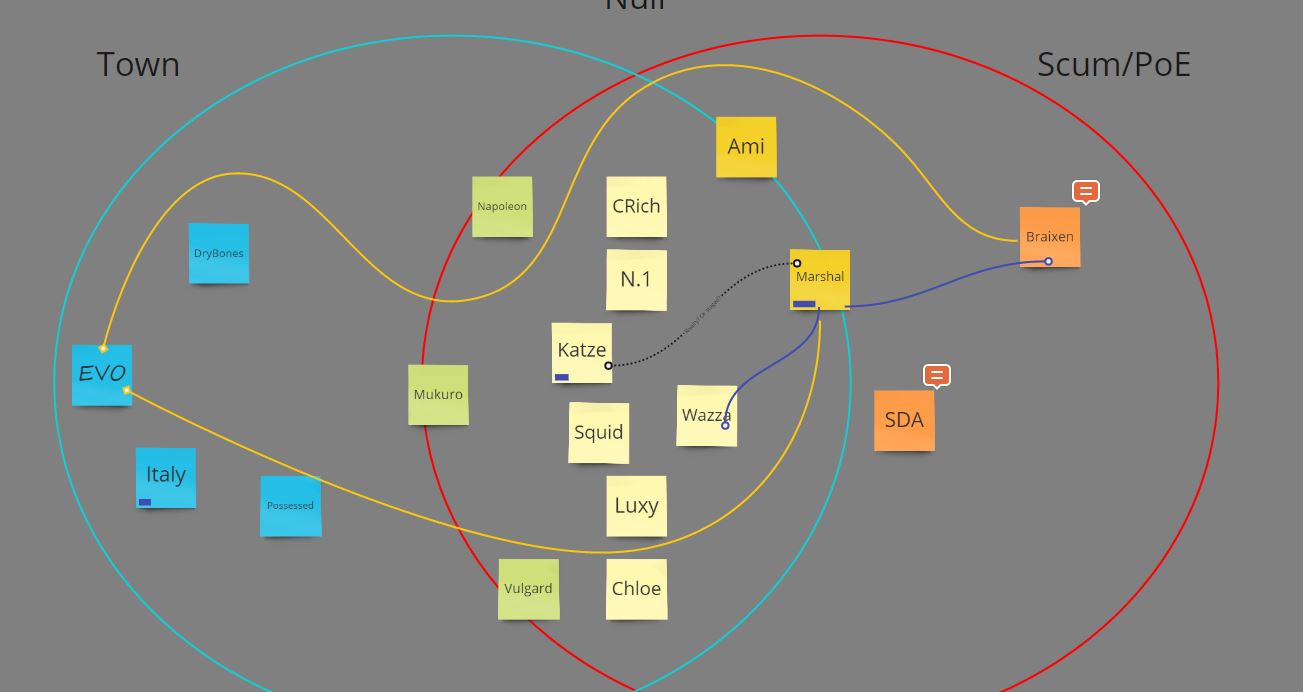 Null
Town
Scum/PoE
Ami
Napoleon
CRich
Braixen
DryBones
N.1
Marshal
Katze
EVO
Mukuro
Wazza
SDA
Squid
Italy
Possessed
Luxy
Vulgard
Chloe